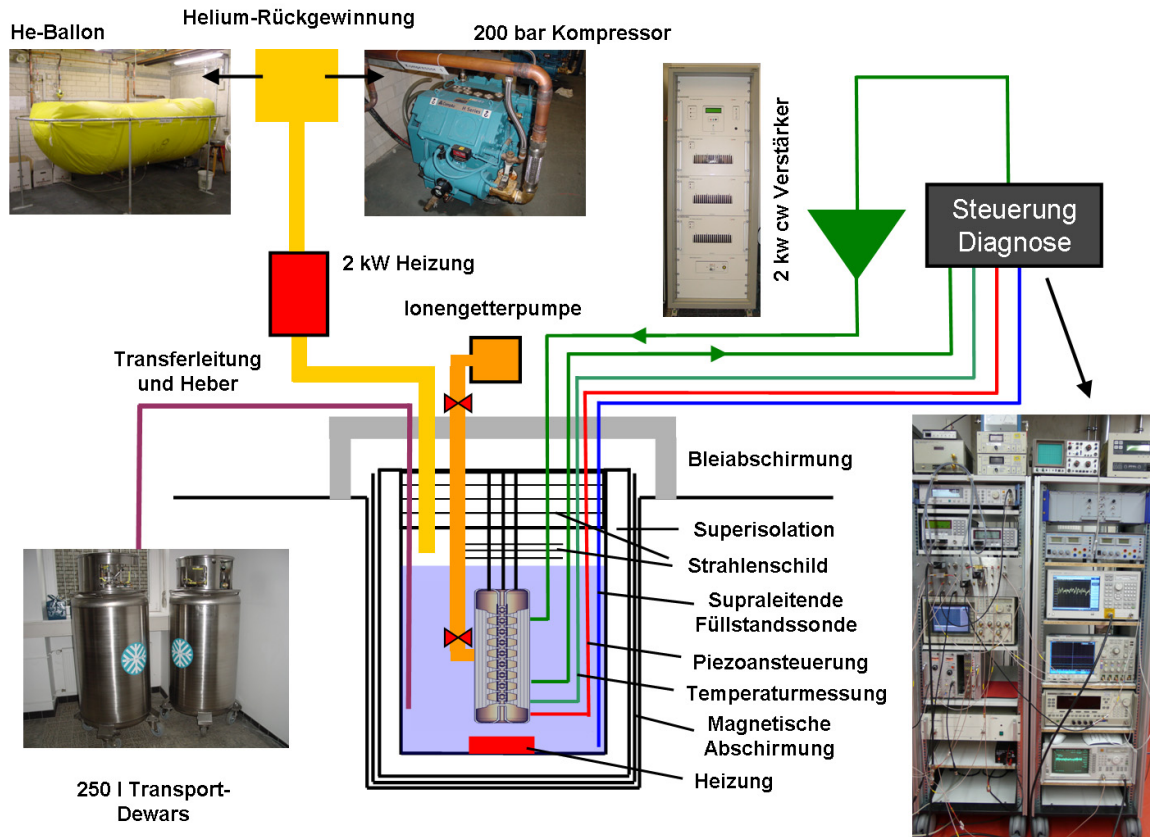 Helium-Rückgewinnung
He-Ballon
200 bar Kompressor
2 kw cw Verstärker
Steuerung
Diagnose
2 kW Heizung
Ionengetterpumpe
Transferleitung
und Heber
Bleiabschirmung
Superisolation
Strahlenschild
Supraleitende
Füllstandssonde
Piezoansteuerung
Temperaturmessung
Magnetische
Abschirmung
Heizung
250 l Transport-
Dewars